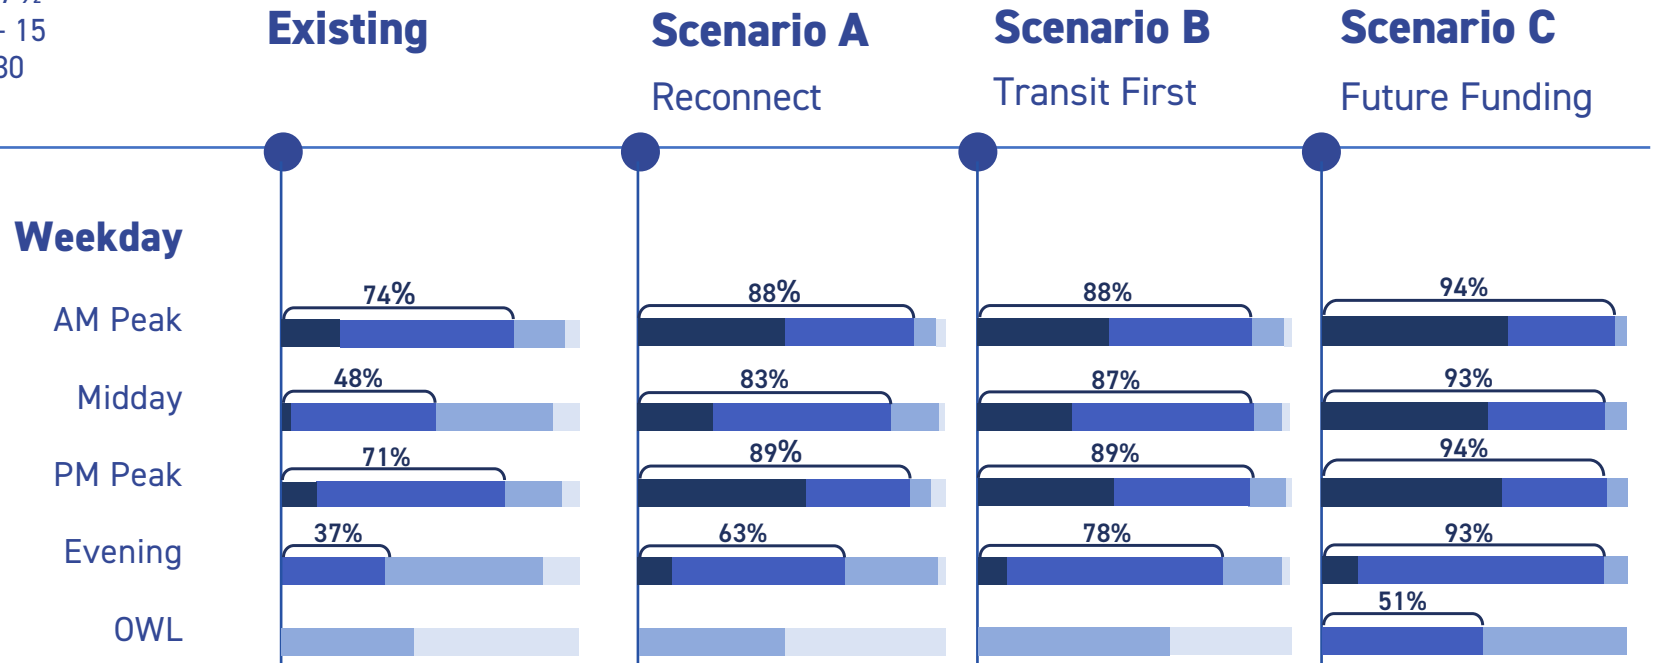 - 15
30
Existing
Scenario A
Scenario B
Scenario C
Reconnect
Transit First
Future Funding
Weekday
AM Peak
74%
88%
88%
94%
Midday
48%
83%
87%
93%
PM Peak
71%
89%
89%
94%
Evening
37%
63%
78%
93%
OWL
51%